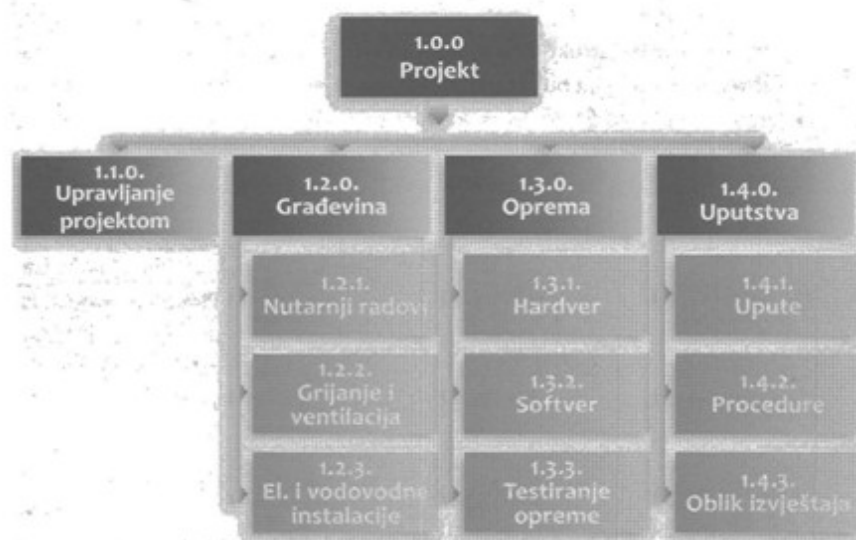 1.0.0
Projekt
1.1.0.
Upravljanje
projektom
1.2.0.
Građevina
1.3.0.
Oprema
1.4.0.
Uputstva
1.2.1.
Nutarnji radovi
1.2.2.
Grijanje i
ventilacija
1.2.3.
El. i vodovodne
instalacije
1.3.1.
Hardver
1.3.2.
Softver
1.3.3.
Testiranje
opreme
1.4.1.
Upute
1.4.2.
Procedure
1.4.3.
Oblik izvještaja